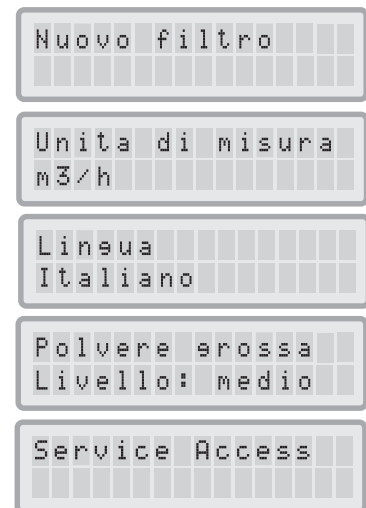 Nuovo filtro
Unita di misura
m3/h
Lingua
Italiano
Polvere grossa
Livello: medio
Service Access